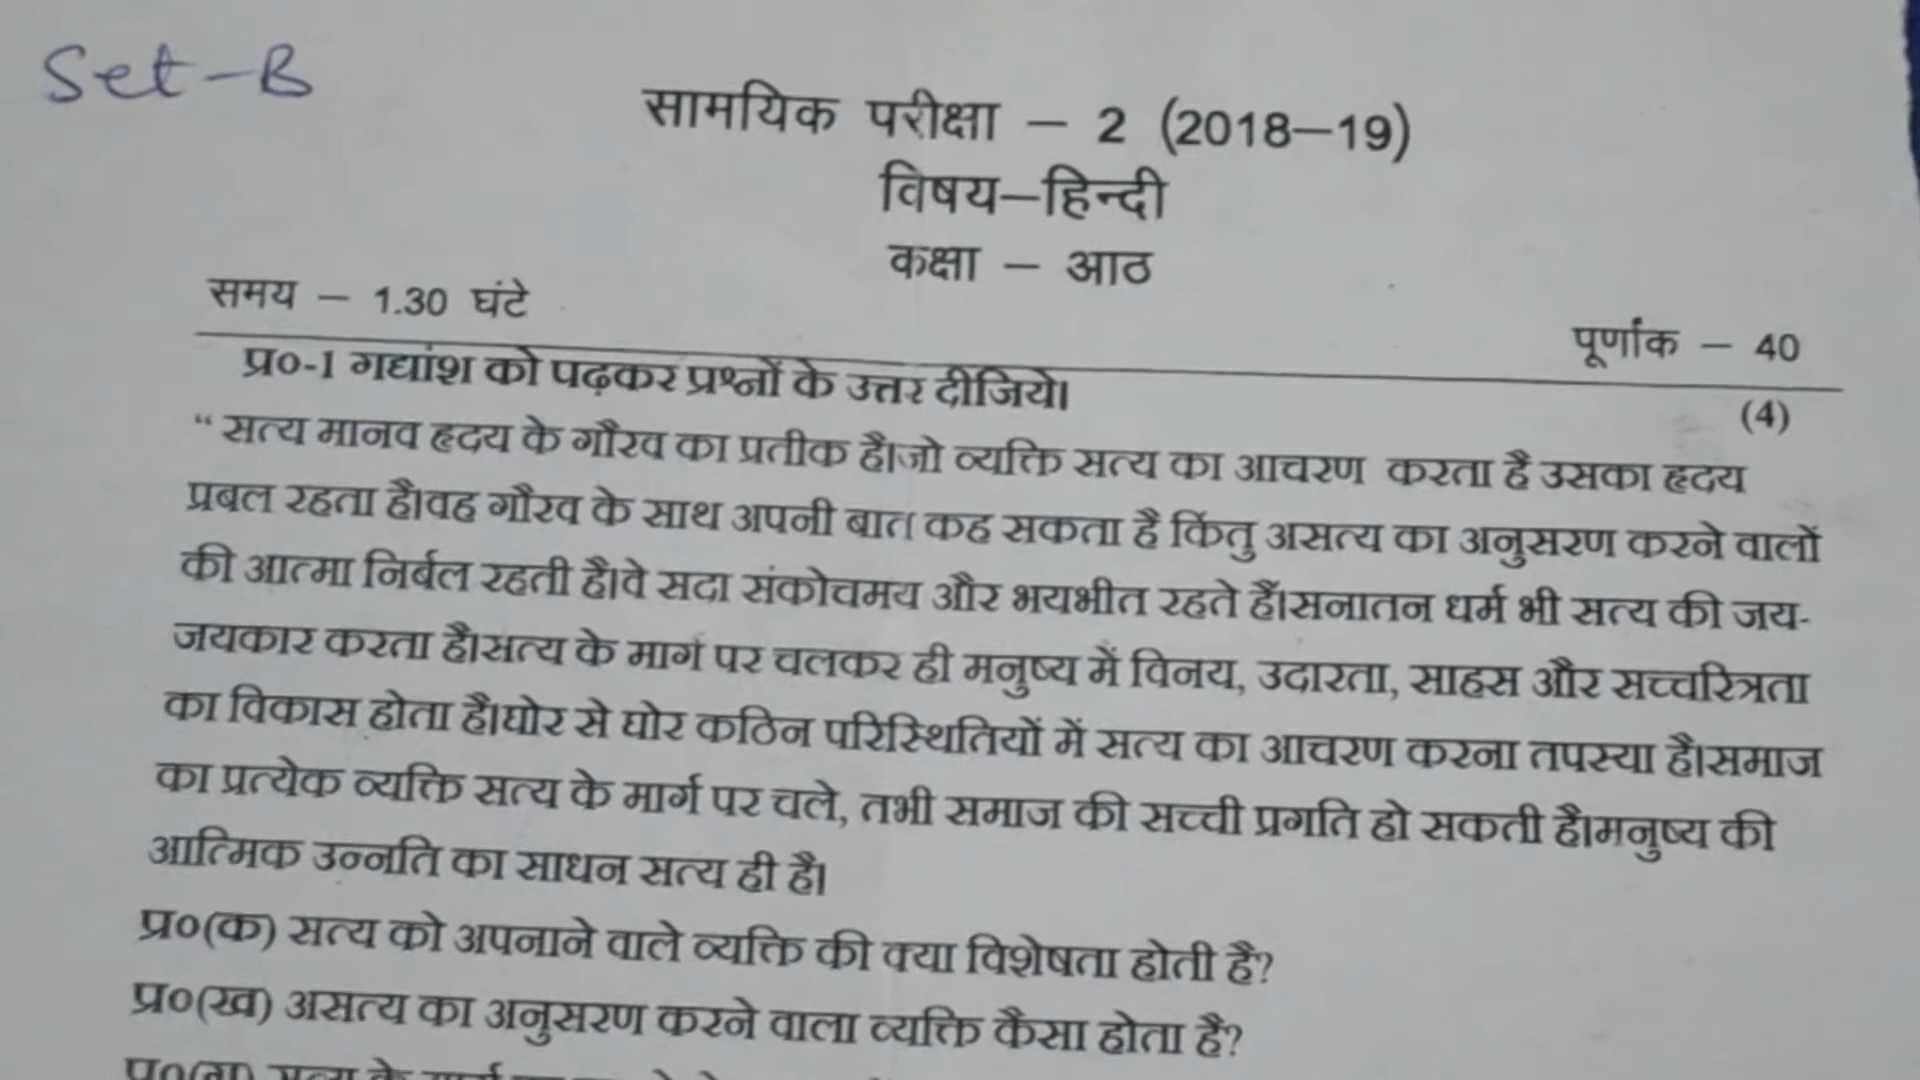 Set-B
सामयिक परीक्षा – 2 (2018–19)
विषय–हिन्दी
कक्षा – आठ
समय – 1.30 घंटे
पूर्णांक – 40
प्र०-1 गद्यांश को पढ़कर प्रश्नों के उत्तर दीजिये।
(4)
“ सत्य मानव हृदय के गौरव का प्रतीक है।जो व्यक्ति सत्य का आचरण करता है उसका हृदय
प्रबल रहता है।वह गौरव के साथ अपनी बात कह सकता है किंतु असत्य का अनुसरण करने वालों
की आत्मा निर्बल रहती है।वे सदा संकोचमय और भयभीत रहते हैं।सनातन धर्म भी सत्य की जय-
जयकार करता है।सत्य के मार्ग पर चलकर ही मनुष्य में विनय, उदारता, साहस और सच्चरित्रता
का विकास होता है।घोर से घोर कठिन परिस्थितियों में सत्य का आचरण करना तपस्या है।समाज
का प्रत्येक व्यक्ति सत्य के मार्ग पर चले, तभी समाज की सच्ची प्रगति हो सकती है।मनुष्य की
आत्मिक उन्नति का साधन सत्य ही है।
प्र०(क) सत्य को अपनाने वाले व्यक्ति की क्या विशेषता होती है?
प्र०(ख) असत्य का अनुसरण करने वाला व्यक्ति कैसा होता है?